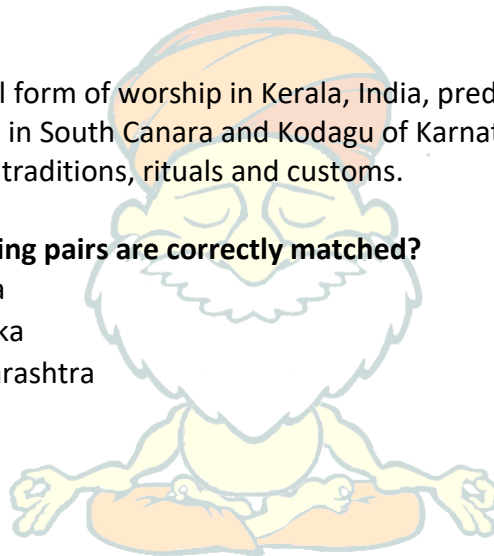 l form of worship in Kerala, India, pred
in South Canara and Kodagu of Karnat
traditions, rituals and customs.
ing pairs are correctly matched?
a
ka
arashtra